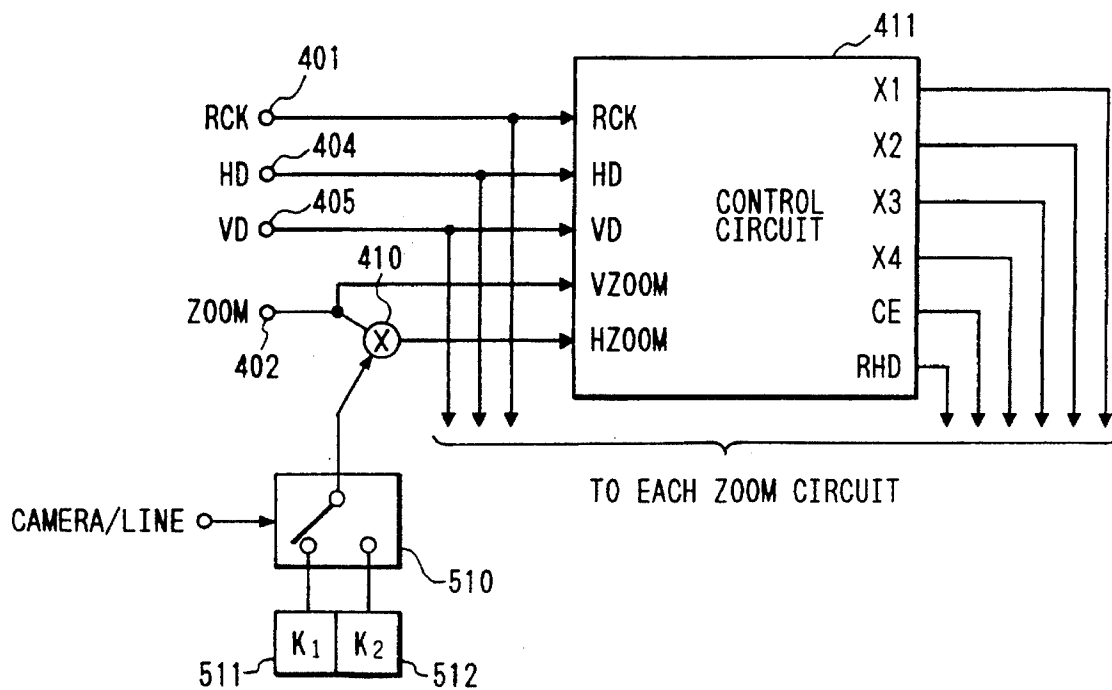 411
401
RCK
RCK
X1
404
HD
HD
X2
405
VD
VD
CONTROL
CIRCUIT
X3
410
X4
ZOOM
VZOOM
CE
402
X
HZOOM
RHD
TO EACH ZOOM CIRCUIT
CAMERA/LINE
510
K1
K2
511
512